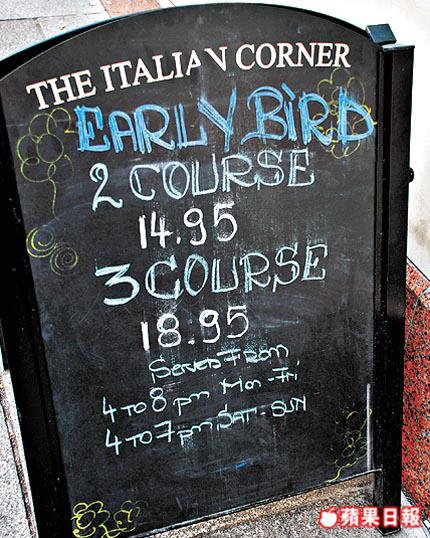 THE ITALIAN CORNER
EARLY BIRD
2 COURSE
14.95
3 COURSE
18.95
Served From
4 TO 8 pm Mon - Fri
4 TO 7 pm SAT - SUN
蘋果日報